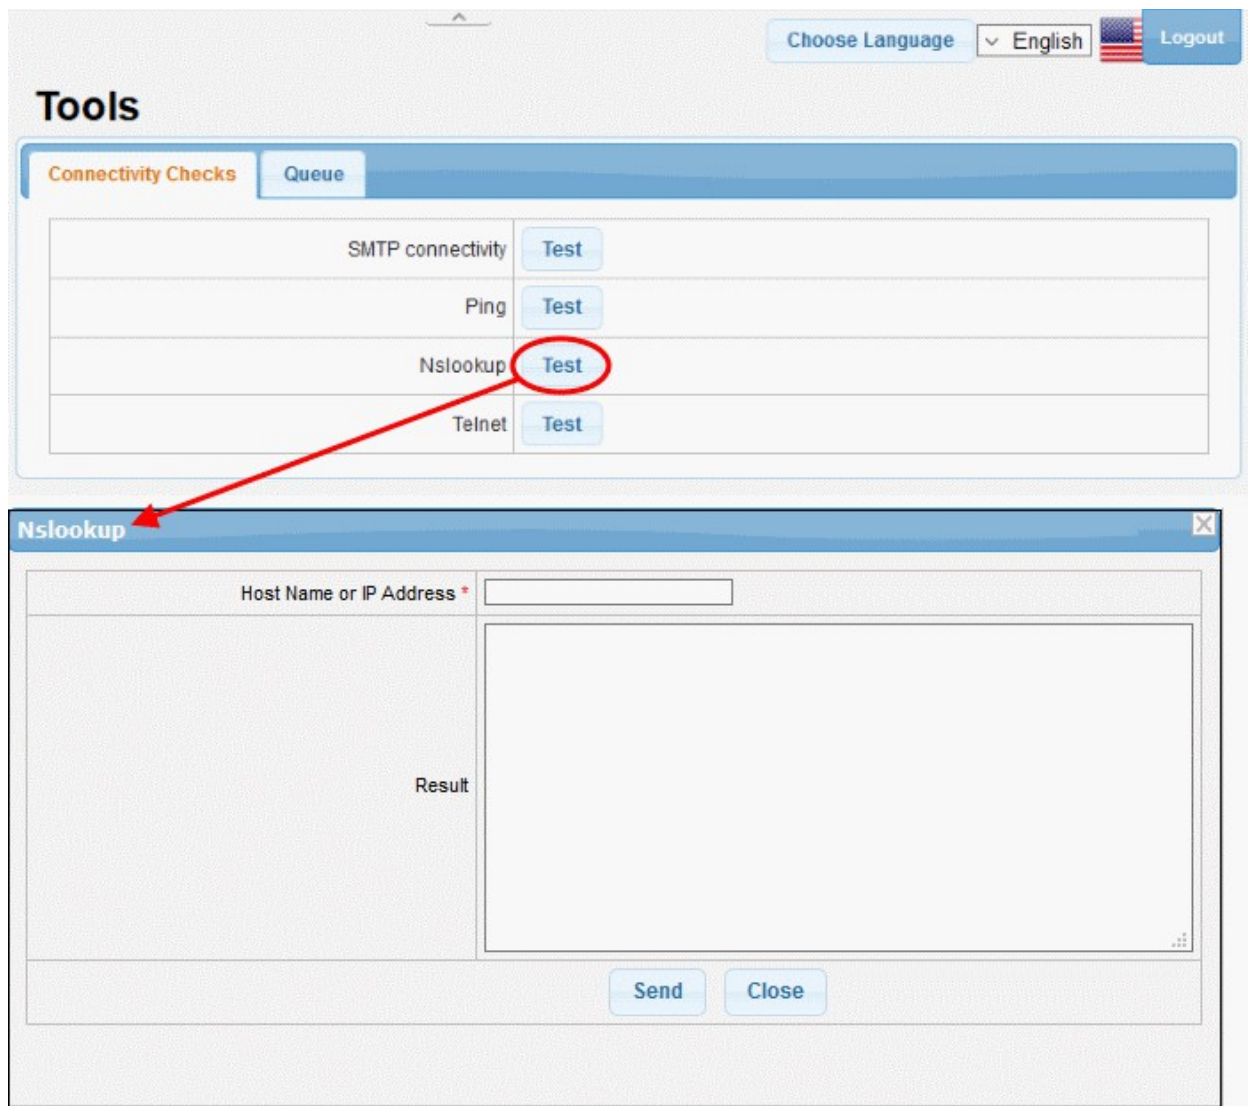 Choose Language English Logout
Tools
Connectivity Checks Queue
SMTP connectivity Test
Ping Test
Nslookup Test
Telnet Test
Nslookup
Host Name or IP Address *
Result
Send Close